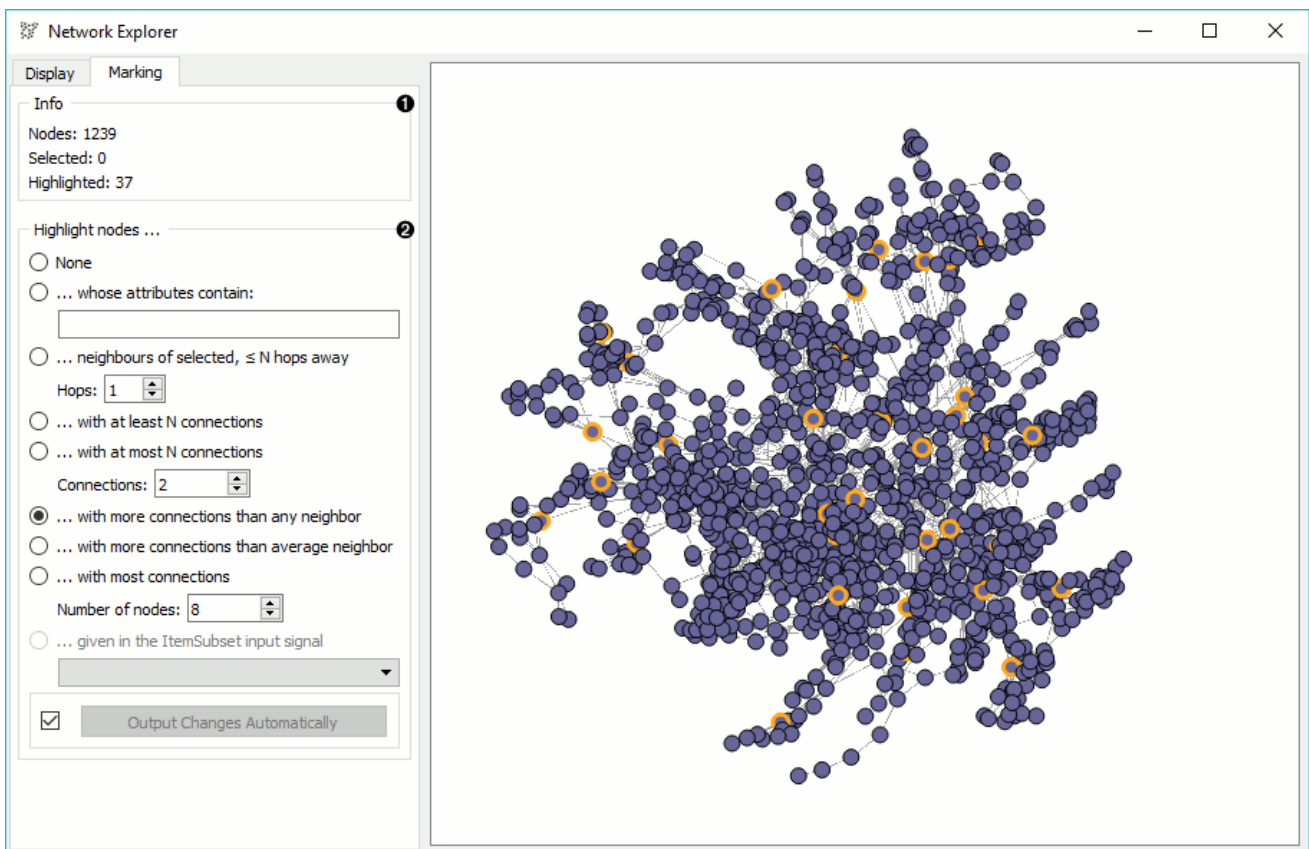 Network Explorer
Display Marking
Info ❶
Nodes: 1239
Selected: 0
Highlighted: 37
Highlight nodes ... ❷
None
... whose attributes contain:
... neighbours of selected, ≤ N hops away
Hops: 1
... with at least N connections
... with at most N connections
Connections: 2
... with more connections than any neighbor
... with more connections than average neighbor
... with most connections
Number of nodes: 8
... given in the ItemSubset input signal
Output Changes Automatically